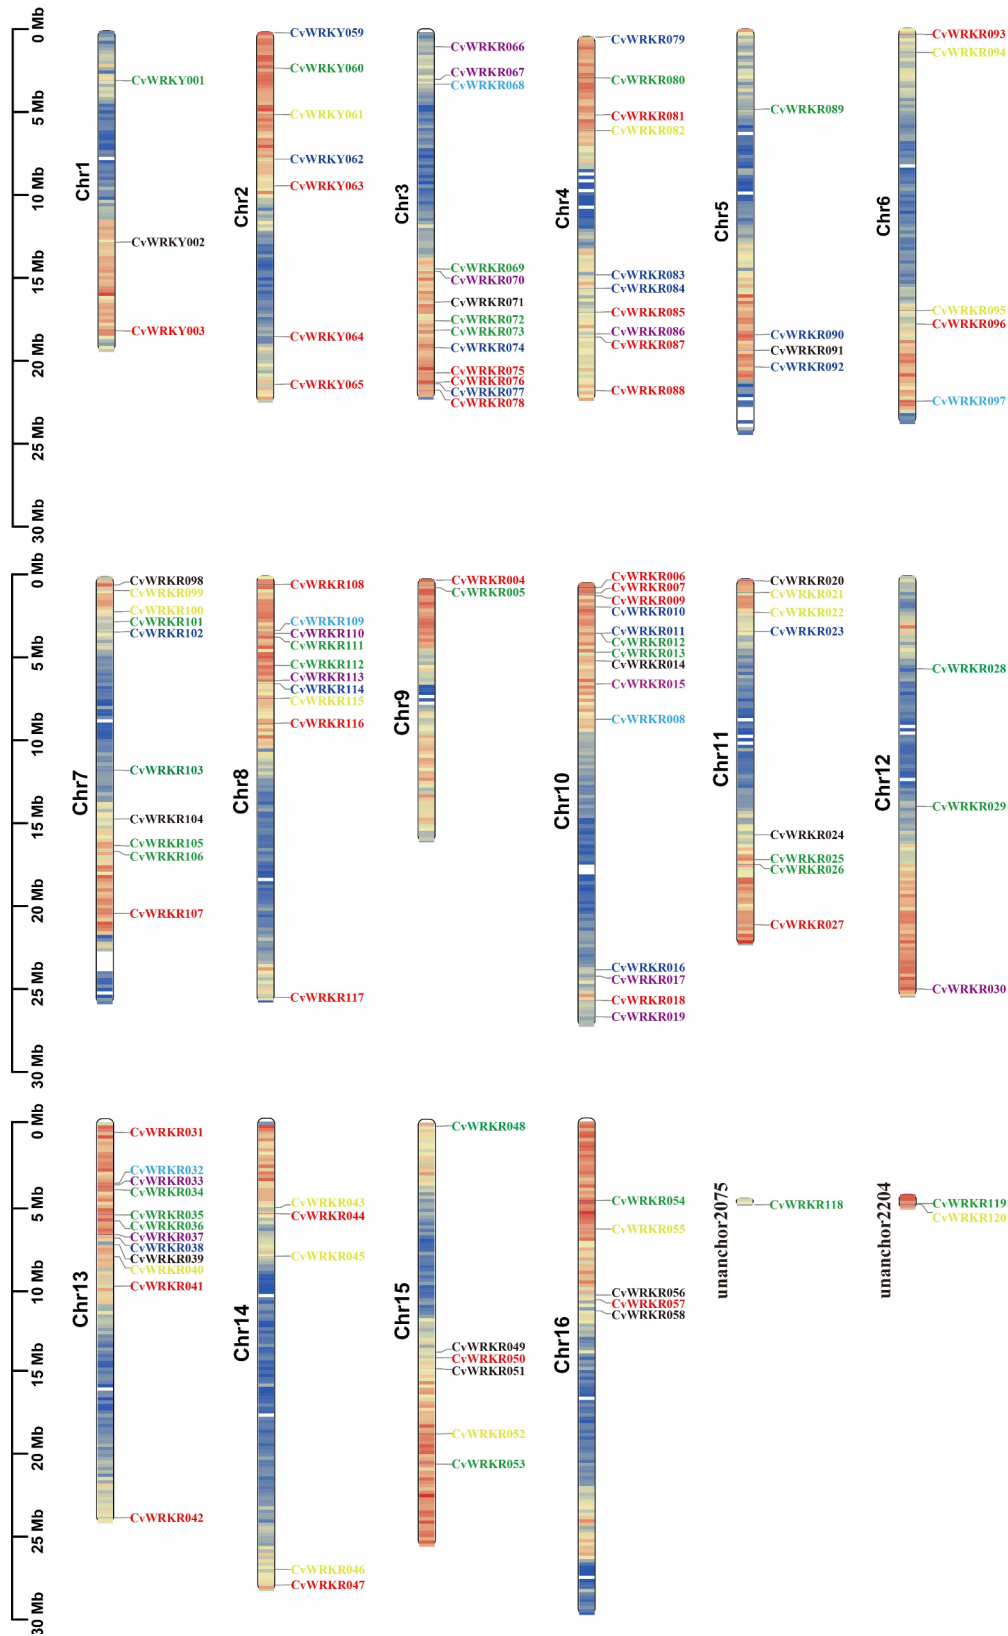 0 Mb
5 Mb
10 Mb
15 Mb
20 Mb
25 Mb
30 Mb
Chr1
CvWRKY001
CvWRKY002
CvWRKY003
Chr2
CvWRKY059
CvWRKY060
CvWRKY061
CvWRKY062
CvWRKY063
CvWRKY064
CvWRKY065
Chr3
CvWRKR066
CvWRKR067
CvWRKR068
CvWRKR069
CvWRKR070
CvWRKR071
CvWRKR072
CvWRKR073
CvWRKR074
CvWRKR075
CvWRKR076
CvWRKR077
CvWRKR078
Chr4
CvWRKR079
CvWRKR080
CvWRKR081
CvWRKR082
CvWRKR083
CvWRKR084
CvWRKR085
CvWRKR086
CvWRKR087
CvWRKR088
Chr5
CvWRKR089
CvWRKR090
CvWRKR091
CvWRKR092
Chr6
CvWRKR093
CvWRKR094
CvWRKR095
CvWRKR096
CvWRKR097
0 Mb
5 Mb
10 Mb
15 Mb
20 Mb
25 Mb
30 Mb
Chr7
CvWRKR098
CvWRKR099
CvWRKR100
CvWRKR101
CvWRKR102
CvWRKR103
CvWRKR104
CvWRKR105
CvWRKR106
CvWRKR107
Chr8
CvWRKR108
CvWRKR109
CvWRKR110
CvWRKR111
CvWRKR112
CvWRKR113
CvWRKR114
CvWRKR115
CvWRKR116
CvWRKR117
Chr9
CvWRKR004
CvWRKR005
Chr10
CvWRKR006
CvWRKR007
CvWRKR009
CvWRKR010
CvWRKR011
CvWRKR012
CvWRKR013
CvWRKR014
CvWRKR015
CvWRKR008
CvWRKR016
CvWRKR017
CvWRKR018
CvWRKR019
Chr11
CvWRKR020
CvWRKR021
CvWRKR022
CvWRKR023
CvWRKR024
CvWRKR025
CvWRKR026
CvWRKR027
Chr12
CvWRKR028
CvWRKR029
CvWRKR030
0 Mb
5 Mb
10 Mb
15 Mb
20 Mb
25 Mb
30 Mb
Chr13
CvWRKR031
CvWRKR032
CvWRKR033
CvWRKR034
CvWRKR035
CvWRKR036
CvWRKR037
CvWRKR038
CvWRKR039
CvWRKR040
CvWRKR041
CvWRKR042
Chr14
CvWRKR043
CvWRKR044
CvWRKR045
CvWRKR046
CvWRKR047
Chr15
CvWRKR048
CvWRKR049
CvWRKR050
CvWRKR051
CvWRKR052
CvWRKR053
Chr16
CvWRKR054
CvWRKR055
CvWRKR056
CvWRKR057
CvWRKR058
unanchor2075
CvWRKR118
unanchor2204
CvWRKR119
CvWRKR120